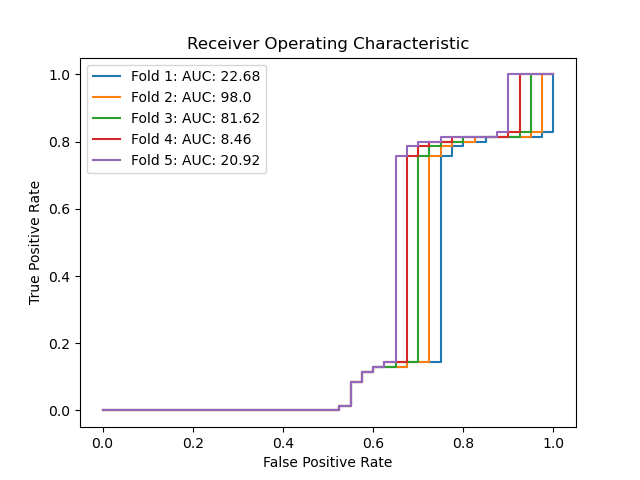 Receiver Operating Characteristic
Fold 1: AUC: 22.68
Fold 2: AUC: 98.0
Fold 3: AUC: 81.62
Fold 4: AUC: 8.46
Fold 5: AUC: 20.92
True Positive Rate
1.0
0.8
0.6
0.4
0.2
0.0
0.0 0.2 0.4 0.6 0.8 1.0
False Positive Rate